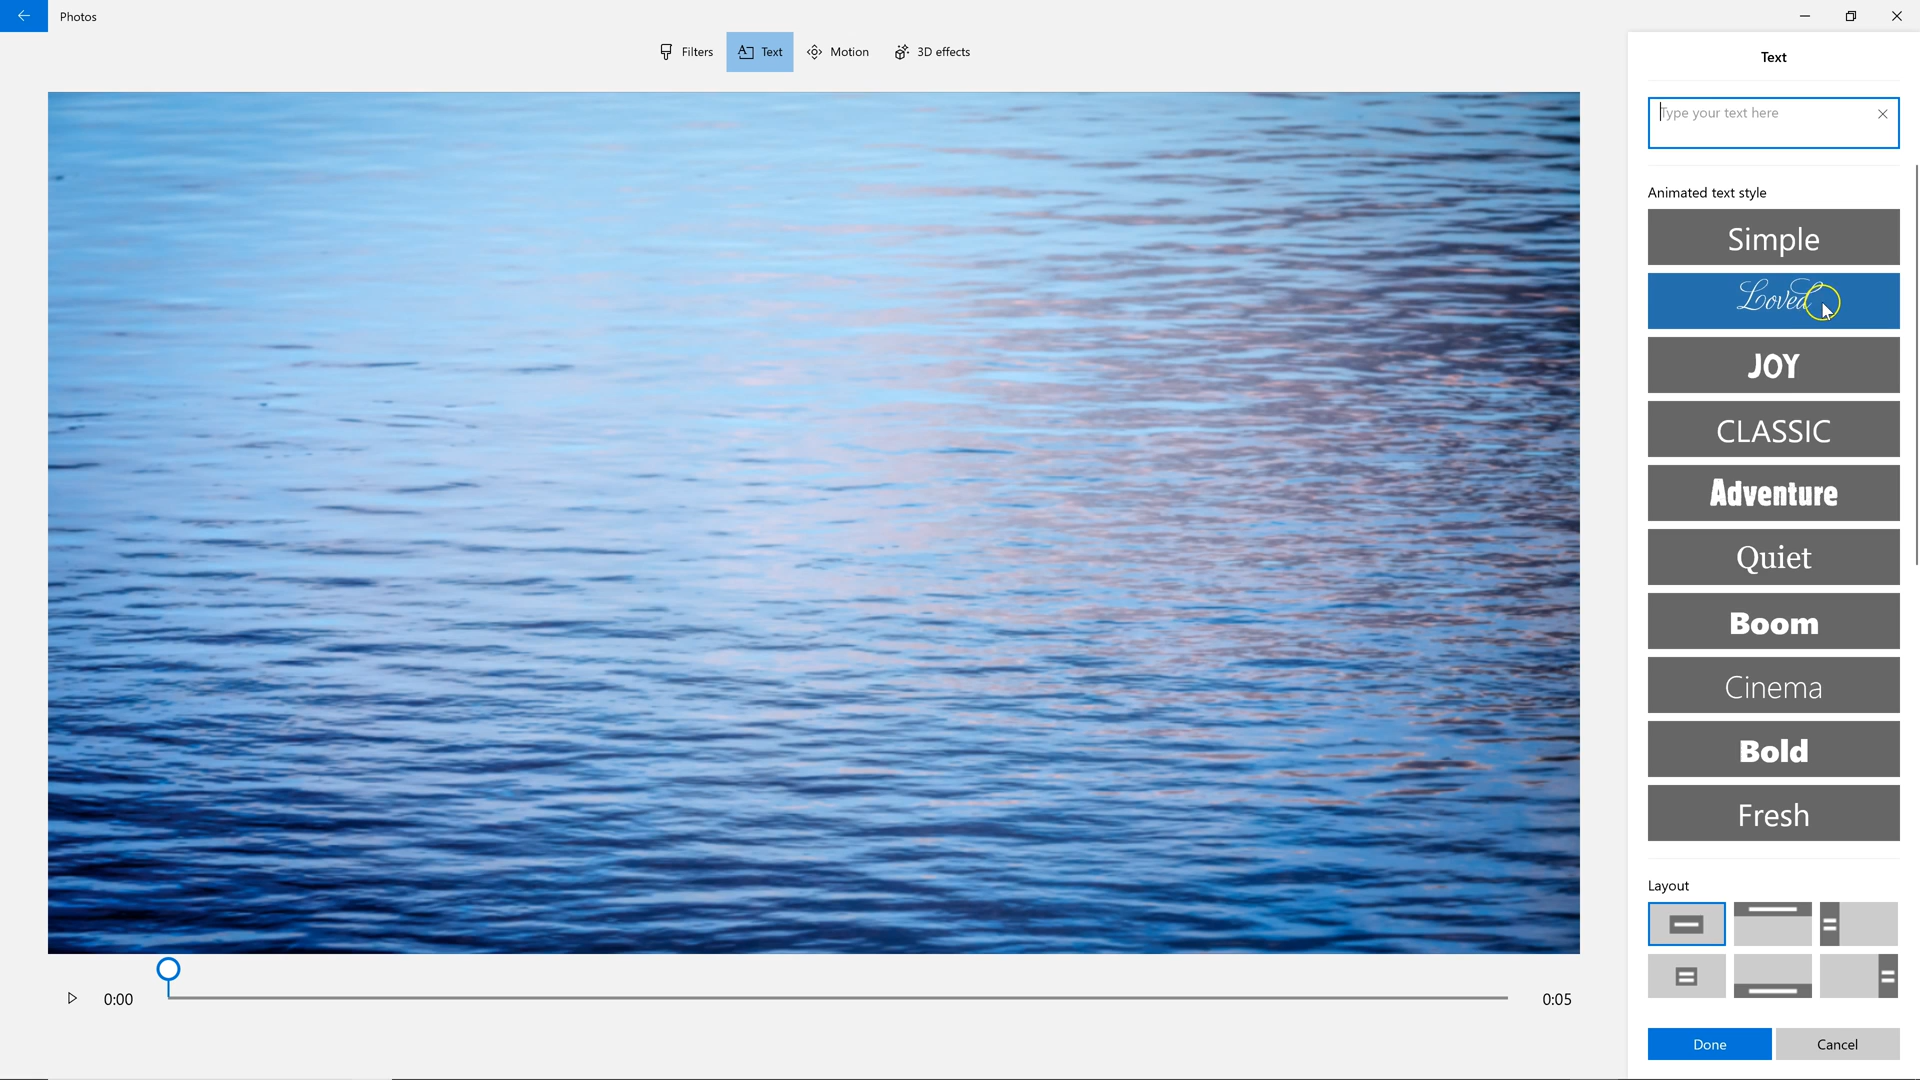 Photos
Filters
Text
Motion
3D effects
Text
Type your text here
Animated text style
Simple
Loved
JOY
CLASSIC
Adventure
Quiet
Boom
Cinema
Bold
Fresh
Layout
0:00
0:05
Done
Cancel